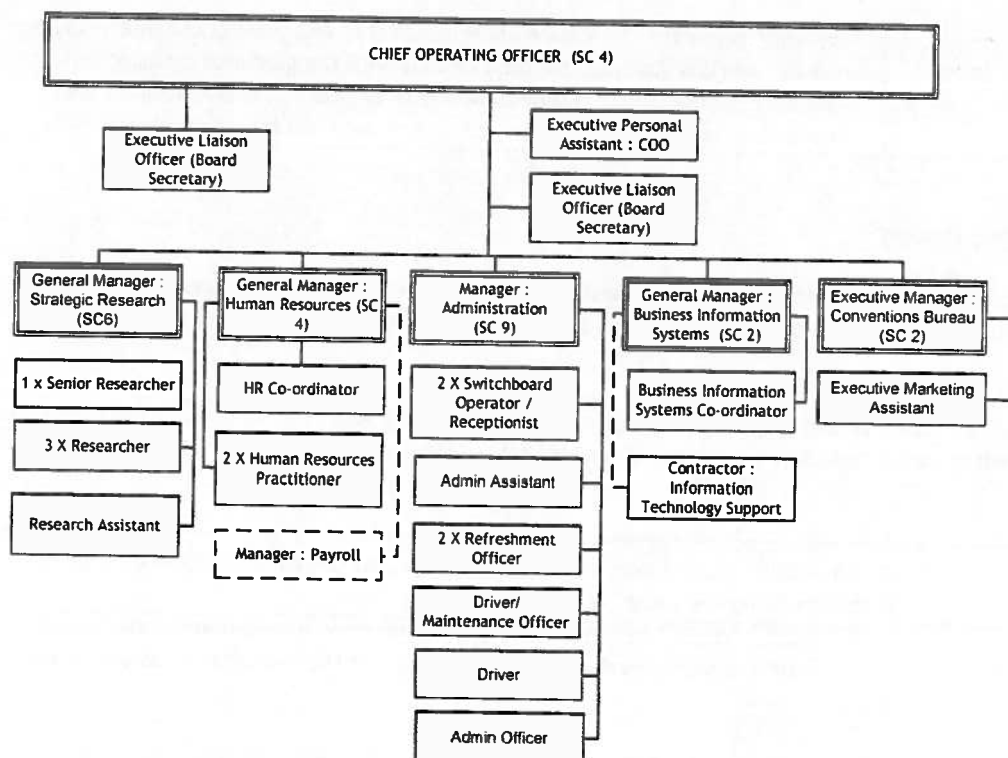 CHIEF OPERATING OFFICER (SC 4)
Executive Liaison
Officer (Board
Secretary)
Executive Personal
Assistant : COO
Executive Liaison
Officer (Board
Secretary)
General Manager :
Strategic Research
(SC6)
1 x Senior Researcher
3 X Researcher
Research Assistant
General Manager :
Human Resources (SC
4)
HR Co-ordinator
2 X Human Resources
Practitioner
Manager : Payroll
Manager :
Administration
(SC 9)
2 X Switchboard
Operator /
Receptionist
Admin Assistant
2 X Refreshment
Officer
Driver/
Maintenance Officer
Driver
Admin Officer
General Manager :
Business Information
Systems (SC 2)
Business Information
Systems Co-ordinator
Contractor :
Information
Technology Support
Executive Manager :
Conventions Bureau
(SC 2)
Executive Marketing
Assistant